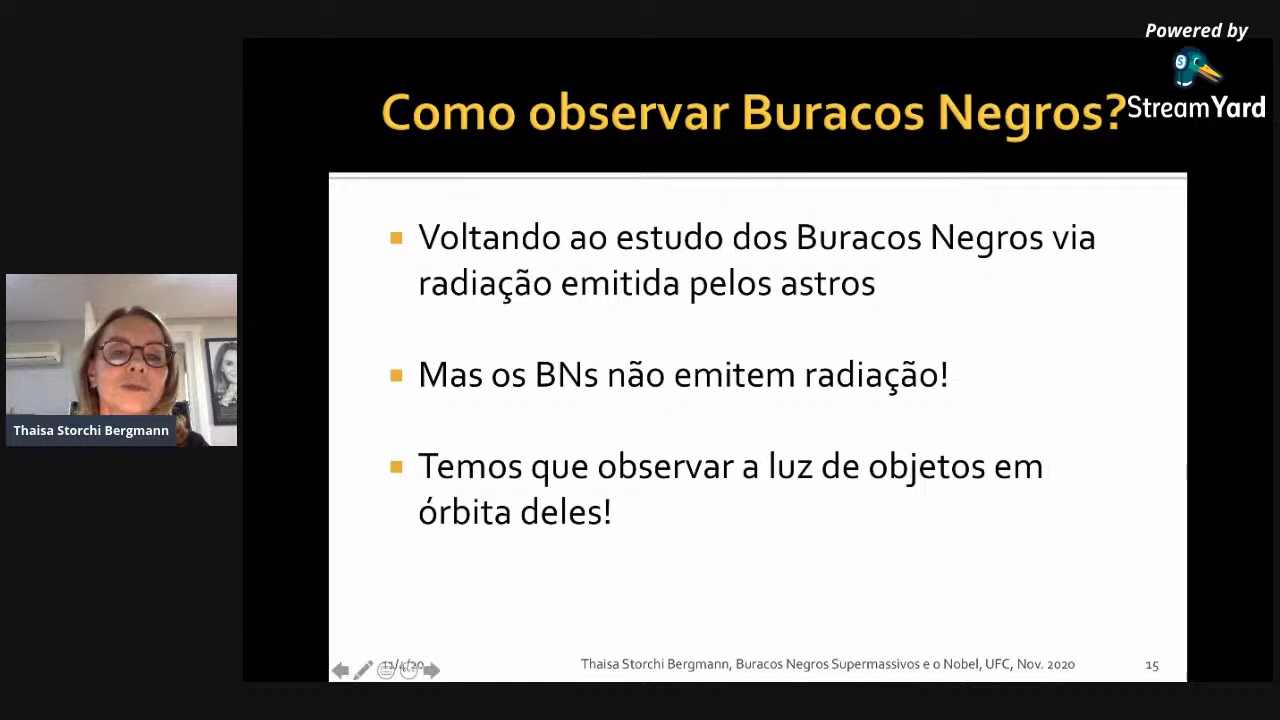 Powered by
StreamYard
Como observar Buracos Negros?
Voltando ao estudo dos Buracos Negros via
radiação emitida pelos astros
Mas os BNs não emitem radiação!
Temos que observar a luz de objetos em
órbita deles!
Thaisa Storchi Bergmann
Thaisa Storchi Bergmann, Buracos Negros Supermassivos e o Nobel, UFC, Nov. 2020
15